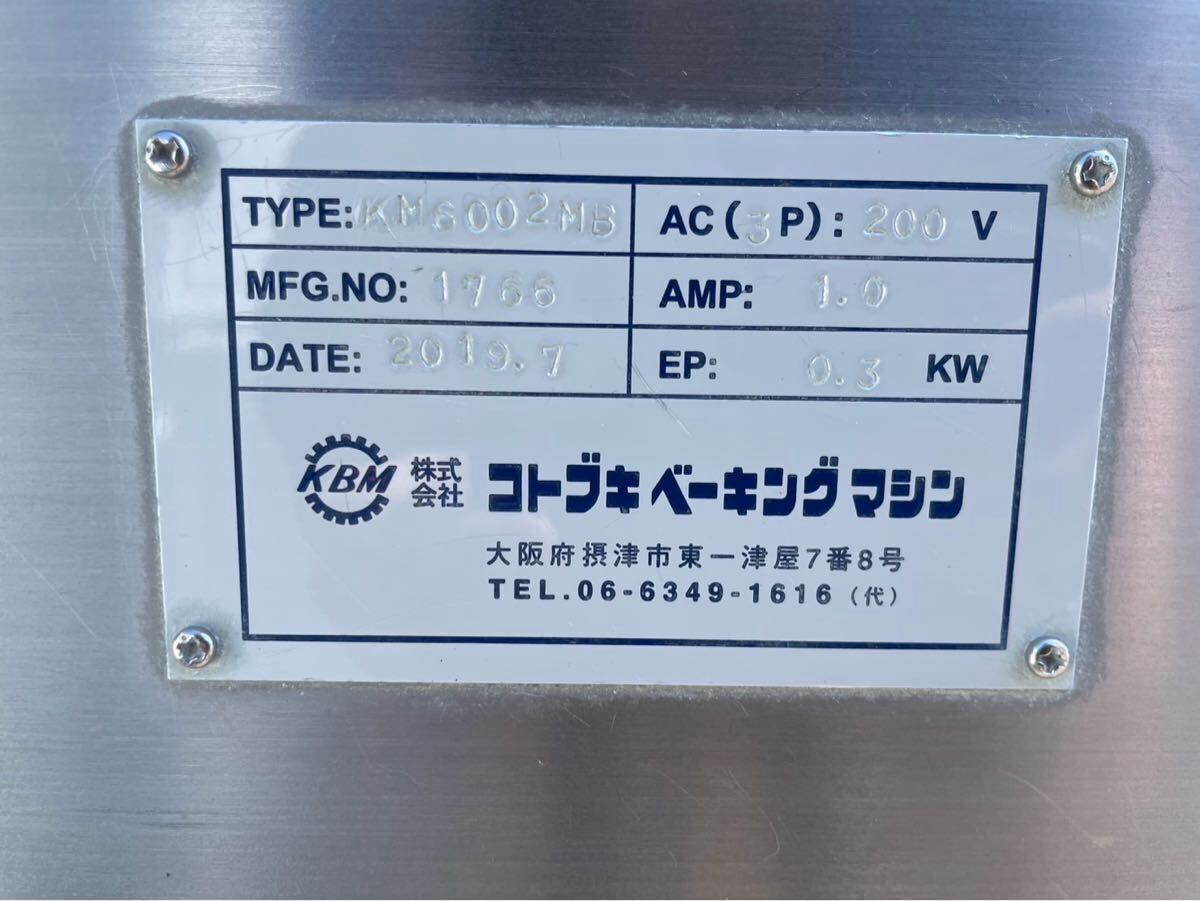 TYPE: KM6002MB AC(3P): 200 V
MFG.NO: 1766 AMP: 1.0
DATE: 2019.7 EP: 0.3 KW
KBM 株式会社 コトブキベーキングマシン
大阪府摂津市東一津屋7番8号
TEL.06-6349-1616(代)